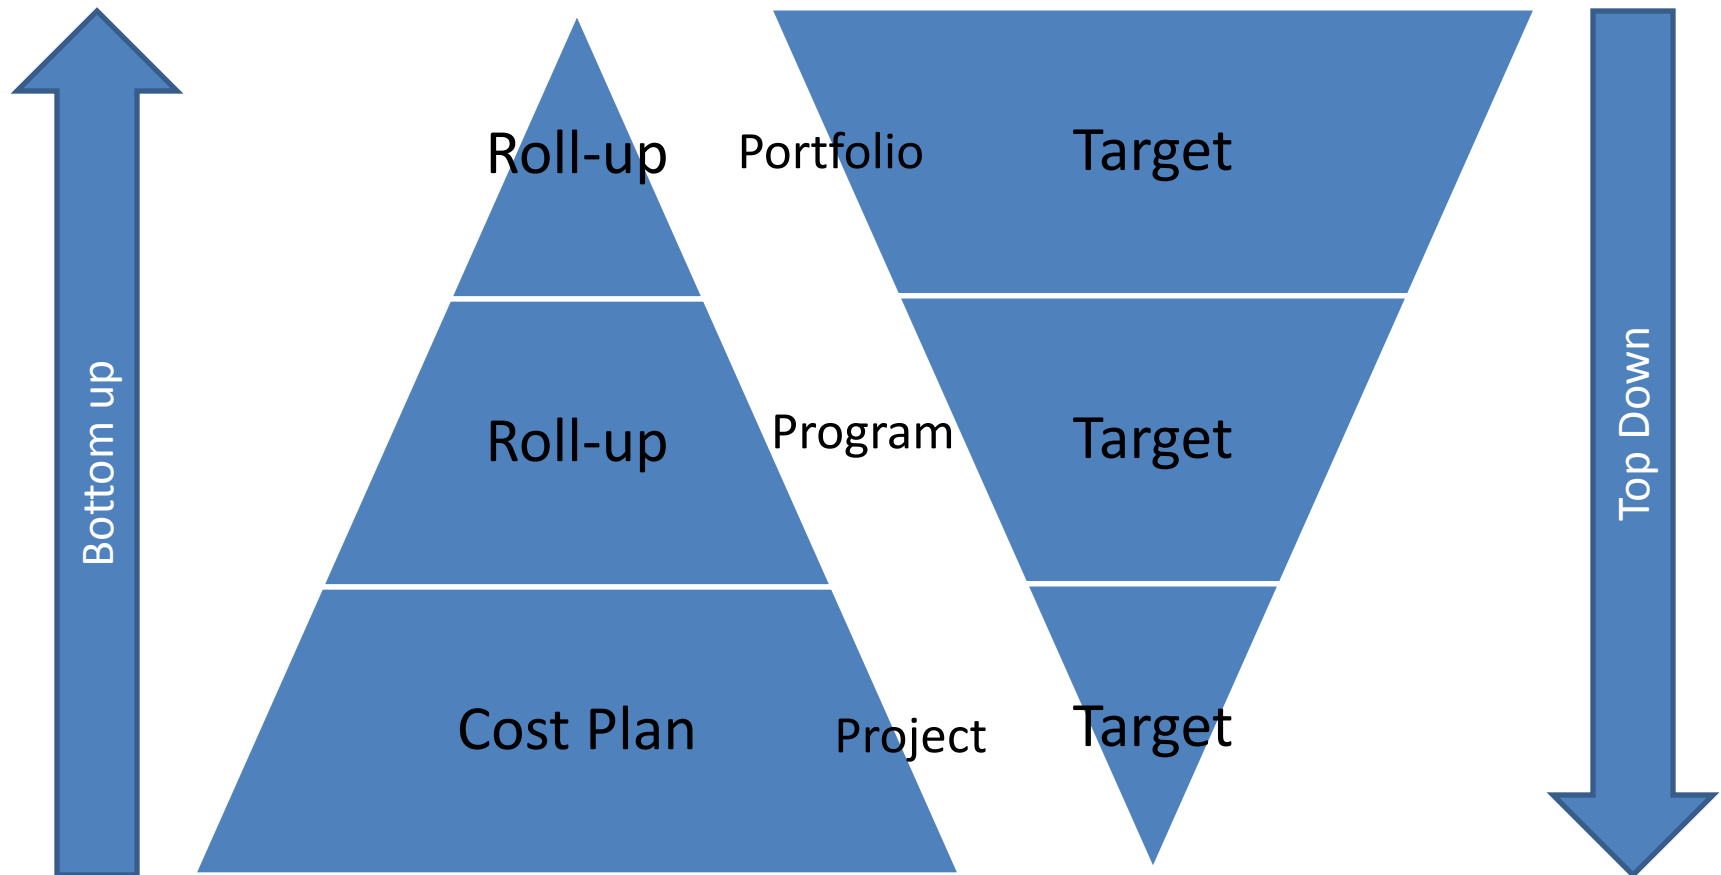 Roll-up
Portfolio
Target
Bottom up
Roll-up
Program
Target
Top Down
Cost Plan
Project
Target